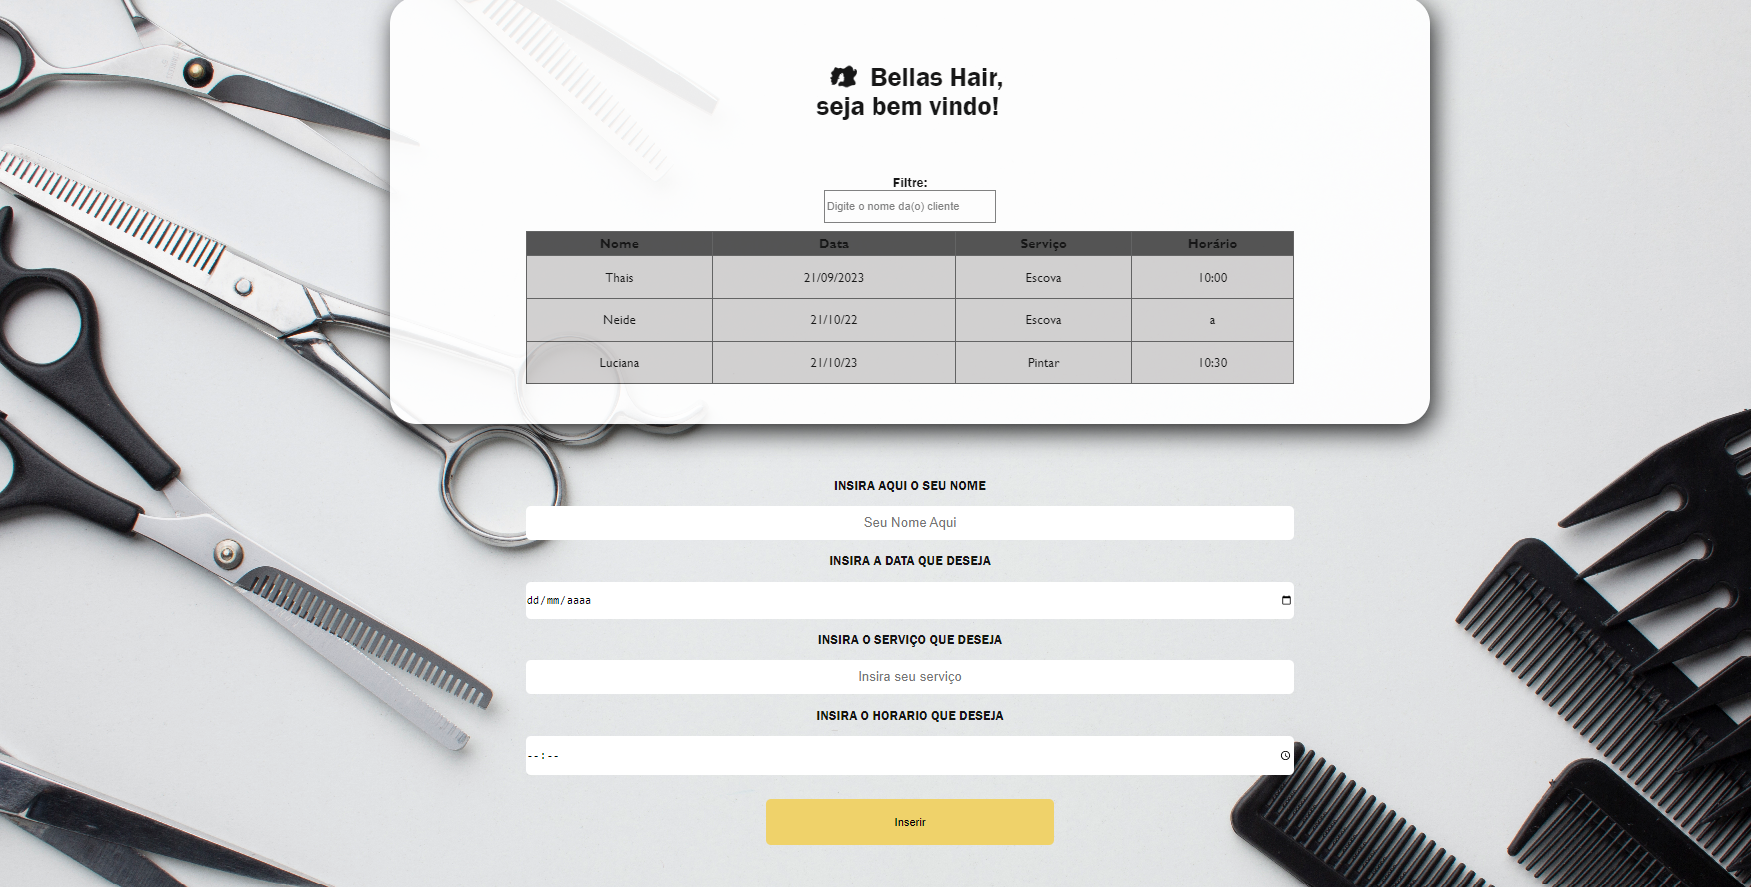 Bellas Hair,
seja bem vindo!
Filtre:
Digite o nome da(o) cliente
Nome Data Serviço Horário
Thais 21/09/2023 Escova 10:00
Neide 21/10/22 Escova a
Luciana 21/10/23 Pintar 10:30
INSIRA AQUI O SEU NOME
Seu Nome Aqui
INSIRA A DATA QUE DESEJA
dd/mm/aaaa
INSIRA O SERVIÇO QUE DESEJA
Insira seu serviço
INSIRA O HORARIO QUE DESEJA
--:--
Inserir